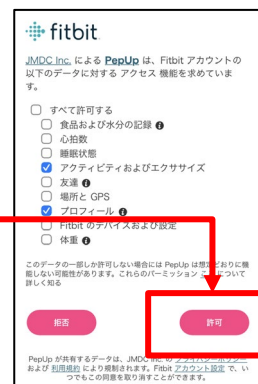 fitbit
JMDC Inc. による PepUp は、Fitbit アカウントの
以下のデータに対する アクセス 機能を求めていま
す。
すべて許可する
食品および水分の記録
心拍数
睡眠状態
アクティビティおよびエクササイズ
友達
場所と GPS
プロフィール
Fitbit のデバイスおよび設定
体重
このデータの一部しか許可しない場合には PepUp は想定どおりに機
能しない可能性があります。これらのパーミッション について
詳しく知る
拒否
許可
PepUp が共有するデータは、JMDC Inc. の プライバシーポリシー
および 利用規約 により規制されます。Fitbit アカウント設定 で、い
つでもこの同意を取り消すことができます。